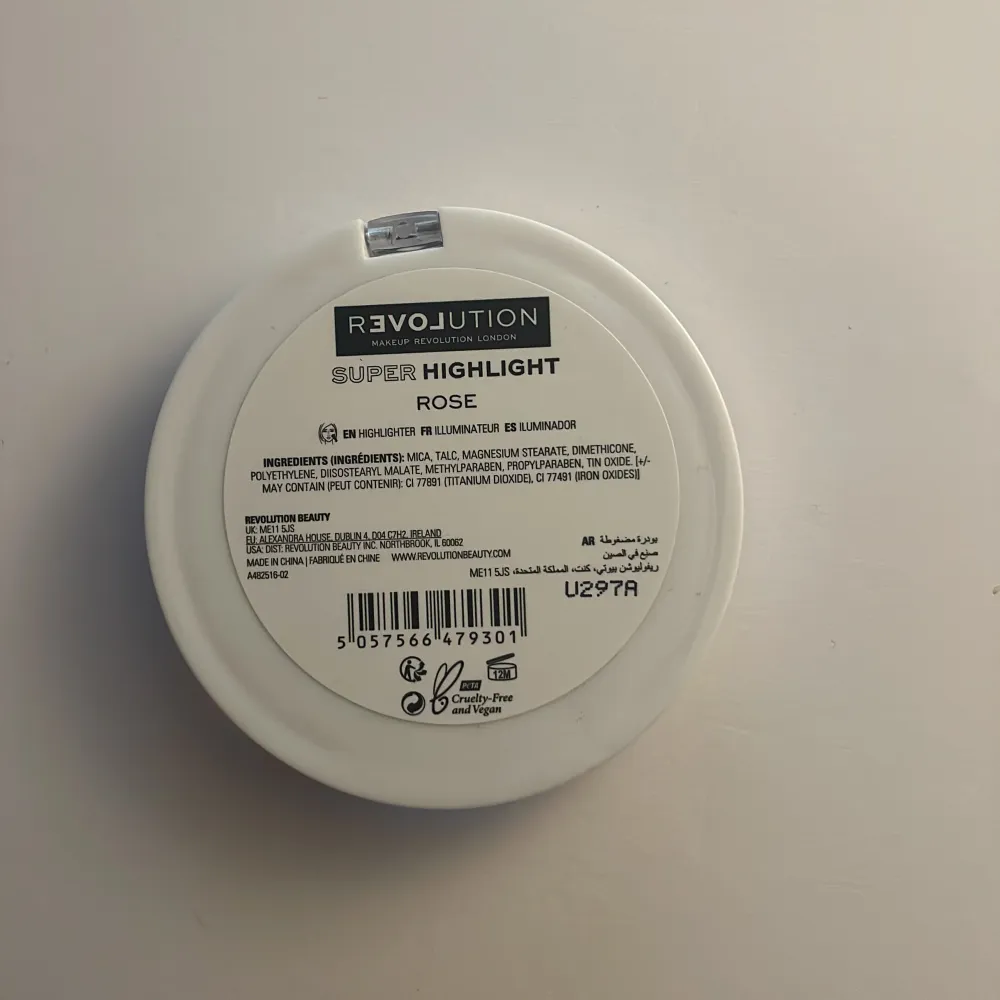 REVOLUTION
MAKEUP REVOLUTION LONDON
SUPER HIGHLIGHT
ROSE
EN HIGHLIGHTER FR ILLUMINATEUR ES ILUMINADOR
INGREDIENTS (INGRÉDIENTS): MICA, TALC, MAGNESIUM STEARATE, DIMETHICONE,
POLYETHYLENE, DIISOSTEARYL MALATE, METHYLPARABEN, PROPYLPARABEN, TIN OXIDE. [+/-
MAY CONTAIN (PEUT CONTENIR): CI 77891 (TITANIUM DIOXIDE), CI 77491 (IRON OXIDES)]
REVOLUTION BEAUTY
UK: ME11 5JS
EU: ALEXANDRA HOUSE, DUBLIN 4, D04 C7H2, IRELAND
USA: DIST: REVOLUTION BEAUTY INC. NORTHBROOK, IL 60062
MADE IN CHINA | FABRIQUÉ EN CHINE WWW.REVOLUTIONBEAUTY.COM
A482516-02
AR بودرة مضغوطة
صنع في الصين
ريفوليوشن بيوتي، كنت، المملكة المتحدة، ME11 5JS
U297A
5 057566 479301
12M
PETA
Cruelty-Free
and Vegan